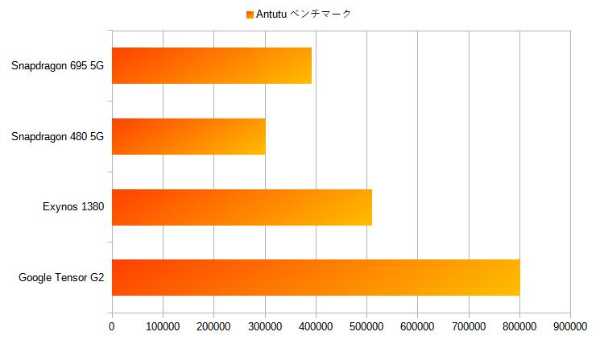 Antutu ベンチマーク
Snapdragon 695 5G
Snapdragon 480 5G
Exynos 1380
Google Tensor G2
0 100000 200000 300000 400000 500000 600000 700000 800000 900000